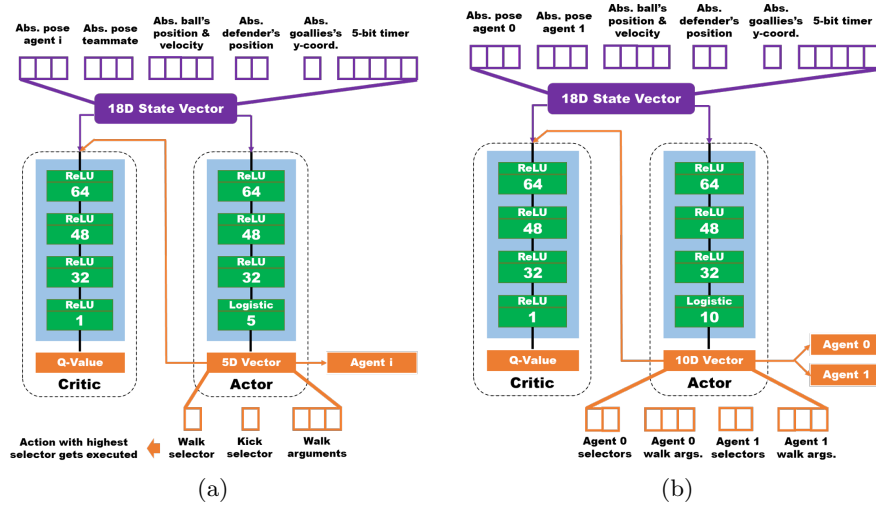 Abs. pose
agent i
Abs. pose
teammate
Abs. ball's
position &
velocity
Abs.
defender's
position
Abs.
goallies's
y-coord.
5-bit timer
18D State Vector
ReLU
64
ReLU
48
ReLU
32
ReLU
1
Q-Value
Critic
ReLU
64
ReLU
48
ReLU
32
Logistic
5
5D Vector
Actor
Agent i
Action with highest
selector gets executed
Walk
selector
Kick
selector
Walk
arguments
(a)
Abs. pose
agent 0
Abs. pose
agent 1
Abs. ball's
position &
velocity
Abs.
defender's
position
Abs.
goallies's
y-coord.
5-bit timer
18D State Vector
ReLU
64
ReLU
48
ReLU
32
ReLU
1
Q-Value
Critic
ReLU
64
ReLU
48
ReLU
32
Logistic
10
10D Vector
Actor
Agent 0
Agent 1
Agent 0
selectors
Agent 0
walk args.
Agent 1
selectors
Agent 1
walk args.
(b)